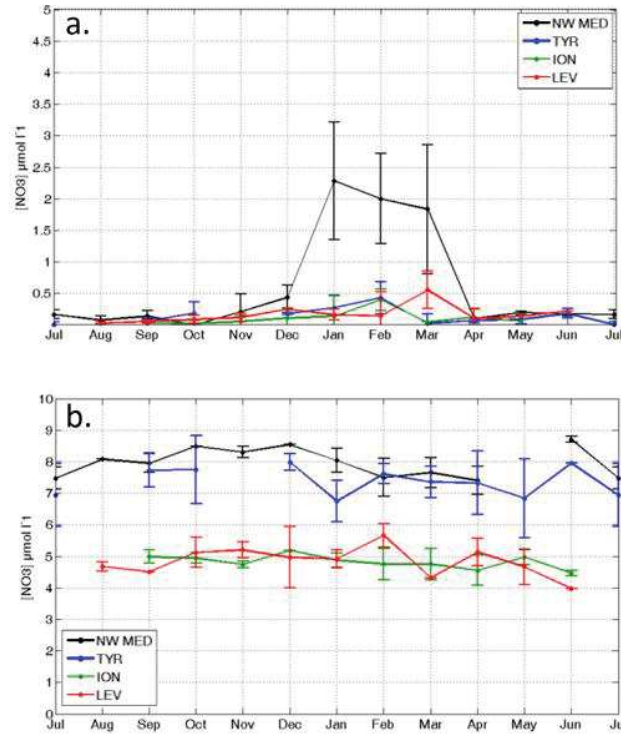 a.
[NO3] µmol l¯1
5
4.5
4
3.5
3
2.5
2
1.5
1
0.5
Jul Aug Sep Oct Nov Dec Jan Feb Mar Apr May Jun Jul
NW MED
TYR
ION
LEV
b.
[NO3] µmol l¯1
10
9
8
7
6
5
4
3
2
1
0
NW MED
TYR
ION
LEV
Jul Aug Sep Oct Nov Dec Jan Feb Mar Apr May Jun Jul